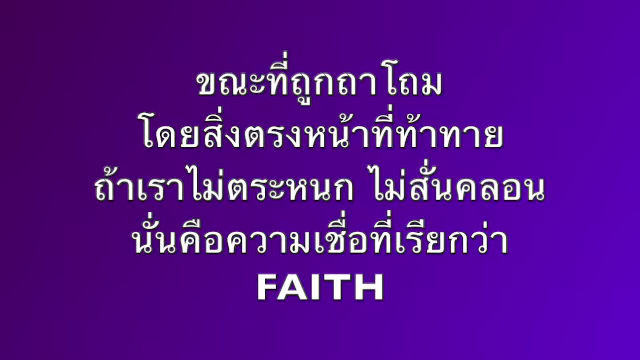 ขณะที่ถูกถาโถม
โดยสิ่งตรงหน้าที่ท้าทาย
ถ้าเราไม่ตระหนก ไม่สั่นคลอน
นั่นคือความเชื่อที่เรียกว่า
FAITH